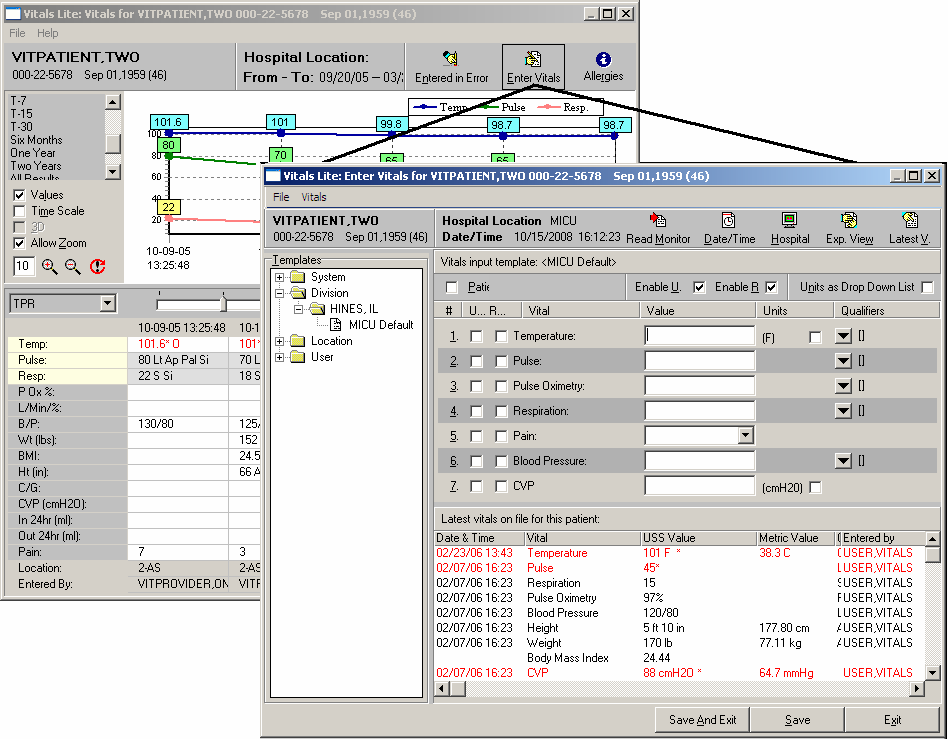 Vitals Lite: Vitals for VITPATIENT,TWO 000-22-5678 Sep 01,1959 (46)
File Help
VITPATIENT,TWO
000-22-5678 Sep 01,1959 (46)
Hospital Location:
From - To: 09/20/05 -- 03/
Entered in Error
Enter Vitals
Allergies
T-7
T-15
T-30
Six Months
One Year
Two Years
All Results
Values
Time Scale
3D
Allow Zoom
10
Temp. Pulse Resp.
101.6 101 99.8 98.7 98.7
80 70 65 65
22
100
80
60
40
20
10-09-05
13:25:48
TPR
10-09-05 13:25:48 10-1
Temp: 101.6* O 101*
Pulse: 80 Lt Ap Pal Si 70 L
Resp: 22 S Si 18 S
P Ox %:
L/Min/%:
B/P: 130/80 125/
Wt (lbs): 152
BMI: 24.5
Ht (in): 66 A
C/G:
CVP (cmH2O):
In 24hr (ml):
Out 24hr (ml):
Pain: 7 3
Location: 2-AS 2-AS
Entered By: VITPROVIDER,ON VITF
Vitals Lite: Enter Vitals for VITPATIENT,TWO 000-22-5678 Sep 01,1959 (46)
File Vitals
VITPATIENT,TWO
000-22-5678 Sep 01,1959 (46)
Hospital Location MICU
Date/Time 10/15/2008 16:12:23
Read Monitor
Date/Time
Hospital
Exp. View
Latest V.
Templates
System
Division
HINES, IL
MICU Default
Location
User
Vitals input template: <MICU Default>
Patie
Enable U.
Enable R
Units as Drop Down List
# U... R... Vital Value Units Qualifiers
1. Temperature: (F) []
2. Pulse: []
3. Pulse Oximetry: []
4. Respiration: []
5. Pain:
6. Blood Pressure: []
7. CVP (cmH2O)
Latest vitals on file for this patient:
Date & Time Vital USS Value Metric Value Entered by
02/23/06 13:43 Temperature 101 F * 38.3 C USER,VITALS
02/07/06 16:23 Pulse 45* USER,VITALS
02/07/06 16:23 Respiration 15 USER,VITALS
02/07/06 16:23 Pulse Oximetry 97% USER,VITALS
02/07/06 16:23 Blood Pressure 120/80 USER,VITALS
02/07/06 16:23 Height 5 ft 10 in 177.80 cm USER,VITALS
02/07/06 16:23 Weight 170 lb 77.11 kg USER,VITALS
Body Mass Index 24.44
02/07/06 16:23 CVP 88 cmH2O * 64.7 mmHg USER,VITALS
Save And Exit
Save
Exit